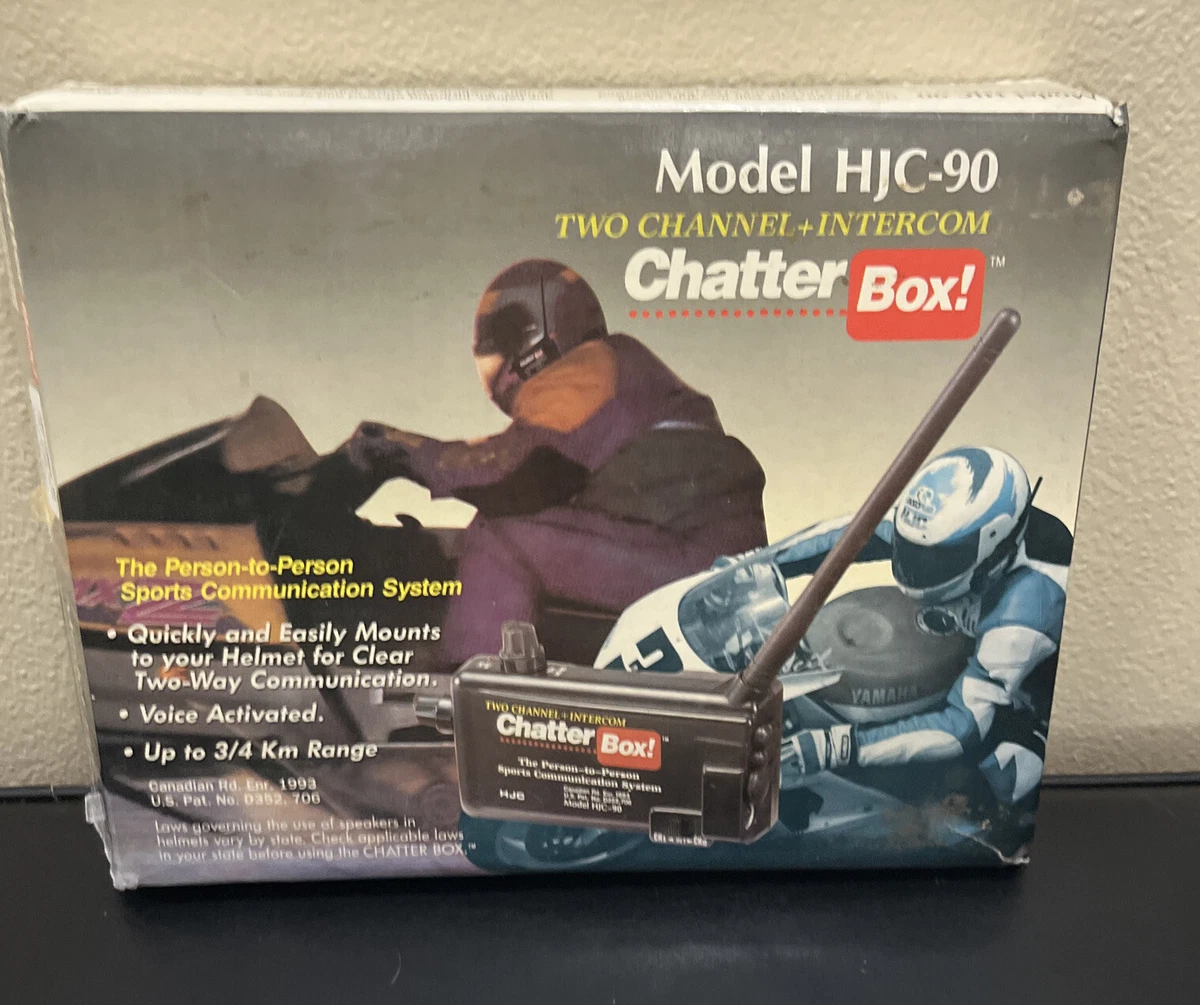 Model HJC-90
TWO CHANNEL+INTERCOM
Chatter Box!™
The Person-to-Person
Sports Communication System
• Quickly and Easily Mounts
to your Helmet for Clear
Two-Way Communication.
• Voice Activated.
• Up to 3/4 Km Range
Canadian Rd. Enr. 1993
U.S. Pat. No. D352, 706
Laws governing the use of speakers in
helmets vary by state. Check applicable laws
in your state before using the CHATTER BOX.™
YAMAHA
TWO CHANNEL+INTERCOM
Chatter Box!™
The Person-to-Person
Sports Communication System
HJC
Model HJC-90